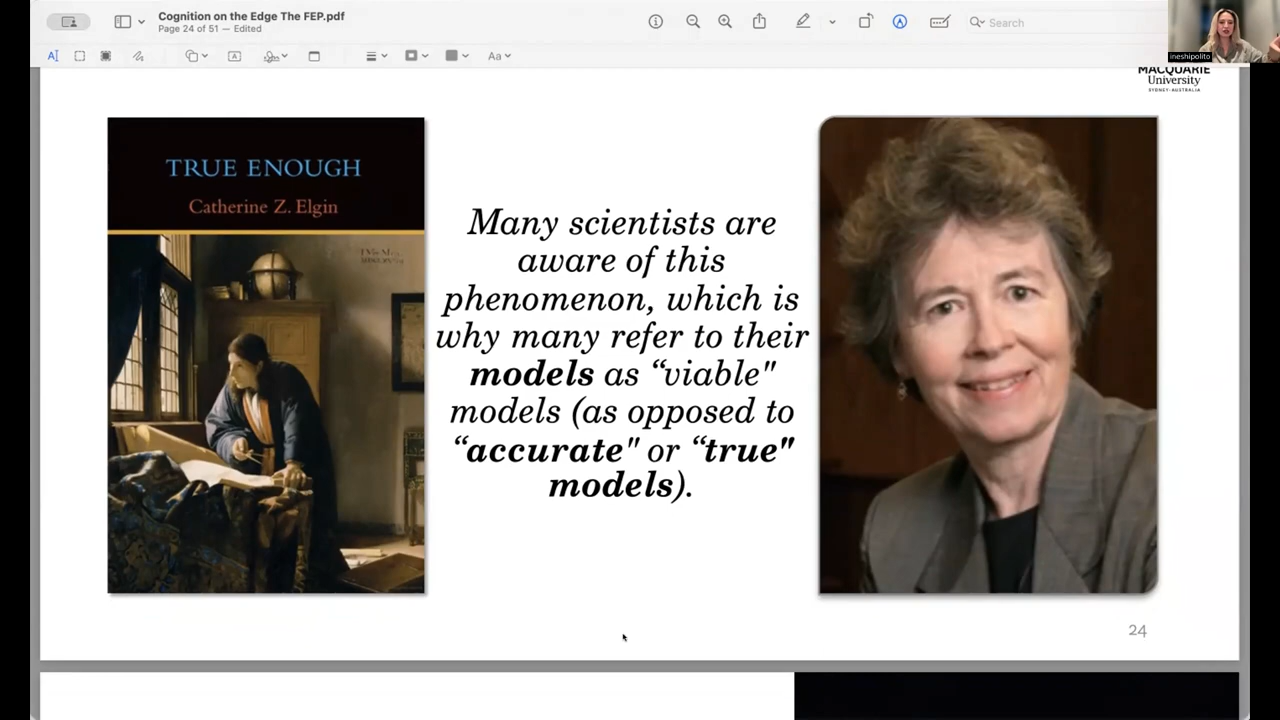 Cognition on the Edge The FEP.pdf
Page 24 of 51 — Edited
Search
Aa
ineshipolito
MACQUARIE
University
SYDNEY·AUSTRALIA
TRUE ENOUGH
Catherine Z. Elgin
Many scientists are
aware of this
phenomenon, which is
why many refer to their
models as “viable"
models (as opposed to
“accurate" or “true"
models).
24